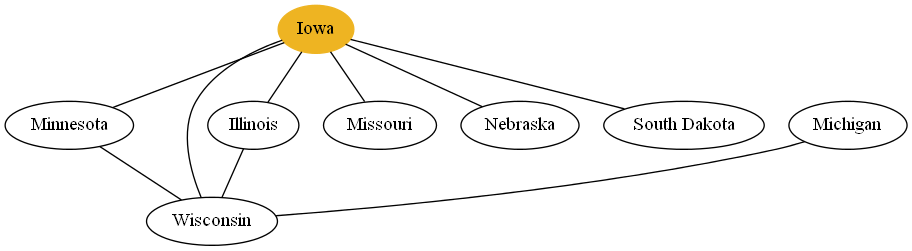 Iowa
Minnesota
Illinois
Missouri
Nebraska
South Dakota
Michigan
Wisconsin